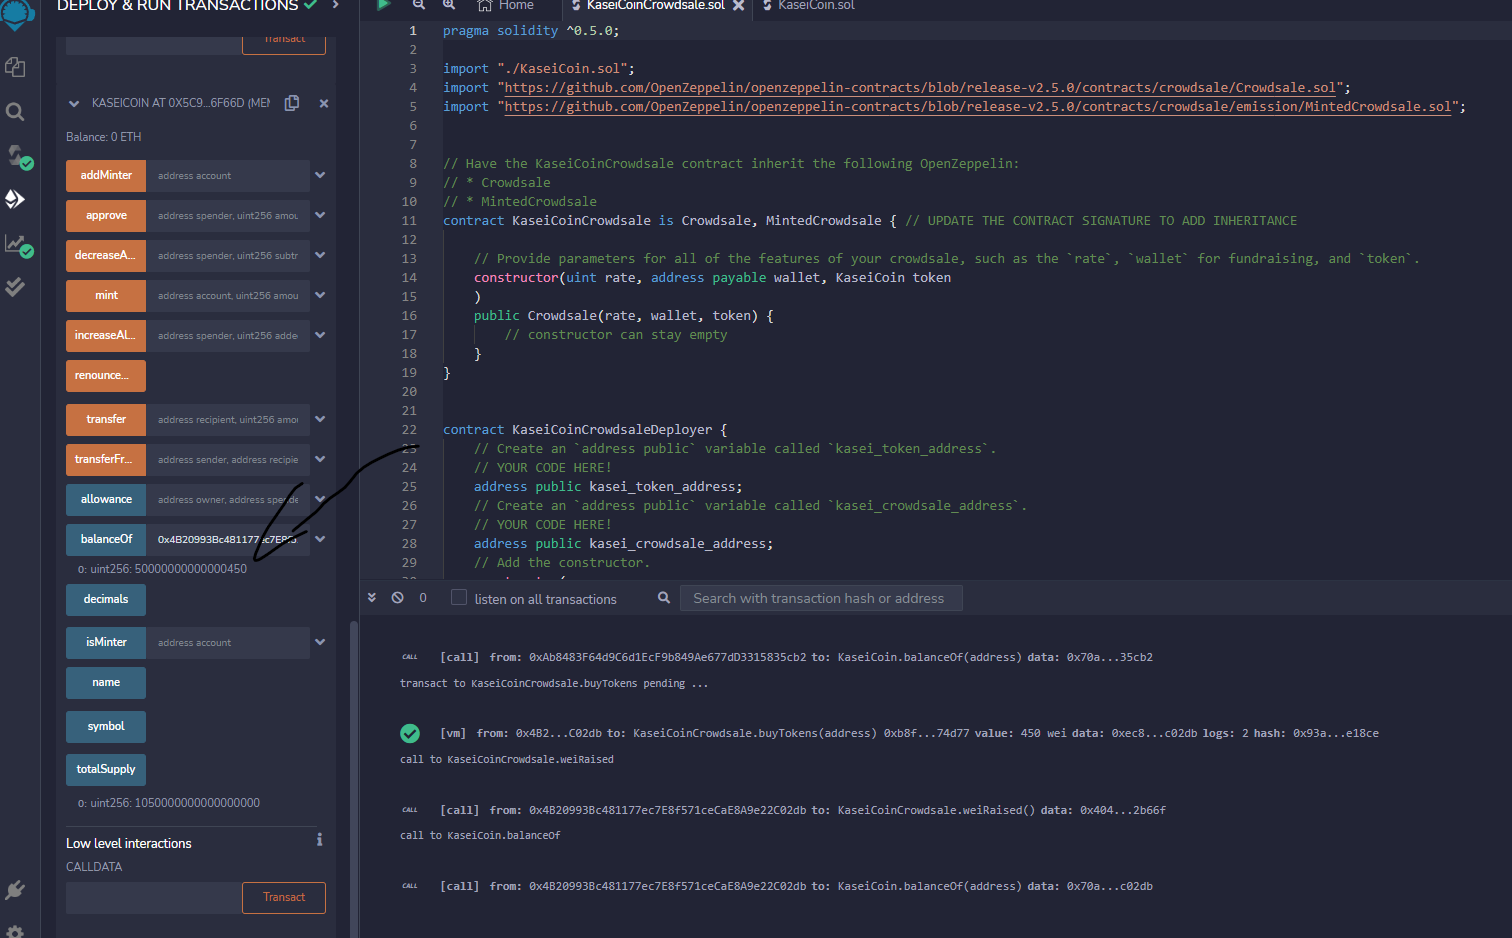 DEPLOY & RUN TRANSACTIONS
Transact
KASEICOIN AT 0X5C9...6F66D (MEM
Balance: 0 ETH
addMinter address account
approve address spender, uint256 amou
decreaseA... address spender, uint256 subtr
mint address account, uint256 amou
increaseAl... address spender, uint256 adde
renounce...
transfer address recipient, uint256 amou
transferFr... address sender, address recipie
allowance address owner, address spende
balanceOf 0x4B20993Bc481177ec7E8f5
0: uint256: 50000000000000450
decimals
isMinter address account
name
symbol
totalSupply
0: uint256: 1050000000000000000
Low level interactions
CALLDATA
Transact
Home
KaseiCoinCrowdsale.sol
KaseiCoin.sol
1 pragma solidity ^0.5.0;
2
3 import "./KaseiCoin.sol";
4 import "https://github.com/OpenZeppelin/openzeppelin-contracts/blob/release-v2.5.0/contracts/crowdsale/Crowdsale.sol";
5 import "https://github.com/OpenZeppelin/openzeppelin-contracts/blob/release-v2.5.0/contracts/crowdsale/emission/MintedCrowdsale.sol";
6
7
8 // Have the KaseiCoinCrowdsale contract inherit the following OpenZeppelin:
9 // * Crowdsale
10 // * MintedCrowdsale
11 contract KaseiCoinCrowdsale is Crowdsale, MintedCrowdsale { // UPDATE THE CONTRACT SIGNATURE TO ADD INHERITANCE
12
13 // Provide parameters for all of the features of your crowdsale, such as the `rate`, `wallet` for fundraising, and `token`.
14 constructor(uint rate, address payable wallet, KaseiCoin token
15 )
16 public Crowdsale(rate, wallet, token) {
17 // constructor can stay empty
18 }
19 }
20
21
22 contract KaseiCoinCrowdsaleDeployer {
23 // Create an `address public` variable called `kasei_token_address`.
24 // YOUR CODE HERE!
25 address public kasei_token_address;
26 // Create an `address public` variable called `kasei_crowdsale_address`.
27 // YOUR CODE HERE!
28 address public kasei_crowdsale_address;
29 // Add the constructor.
0
listen on all transactions
Search with transaction hash or address
CALL [call] from: 0xAb8483F64d9C6d1EcF9b849Ae677dD3315835cb2 to: KaseiCoin.balanceOf(address) data: 0x70a...35cb2
transact to KaseiCoinCrowdsale.buyTokens pending ...
[vm] from: 0x4B2...C02db to: KaseiCoinCrowdsale.buyTokens(address) 0xb8f...74d77 value: 450 wei data: 0xec8...c02db logs: 2 hash: 0x93a...e18ce
call to KaseiCoinCrowdsale.weiRaised
CALL [call] from: 0x4B20993Bc481177ec7E8f571ceCaE8A9e22C02db to: KaseiCoinCrowdsale.weiRaised() data: 0x404...2b66f
call to KaseiCoin.balanceOf
CALL [call] from: 0x4B20993Bc481177ec7E8f571ceCaE8A9e22C02db to: KaseiCoin.balanceOf(address) data: 0x70a...c02db